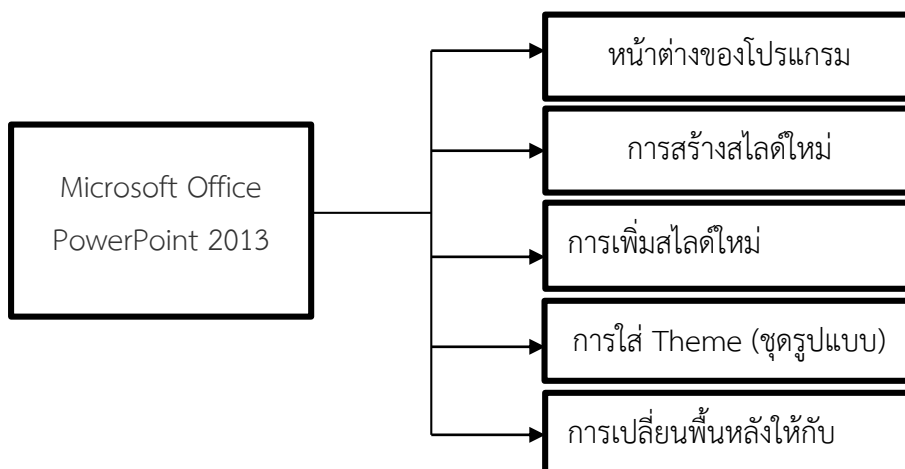 Microsoft Office
PowerPoint 2013
หน้าต่างของโปรแกรม
การสร้างสไลด์ใหม่
การเพิ่มสไลด์ใหม่
การใส่ Theme (ชุดรูปแบบ)
การเปลี่ยนพื้นหลังให้กับ